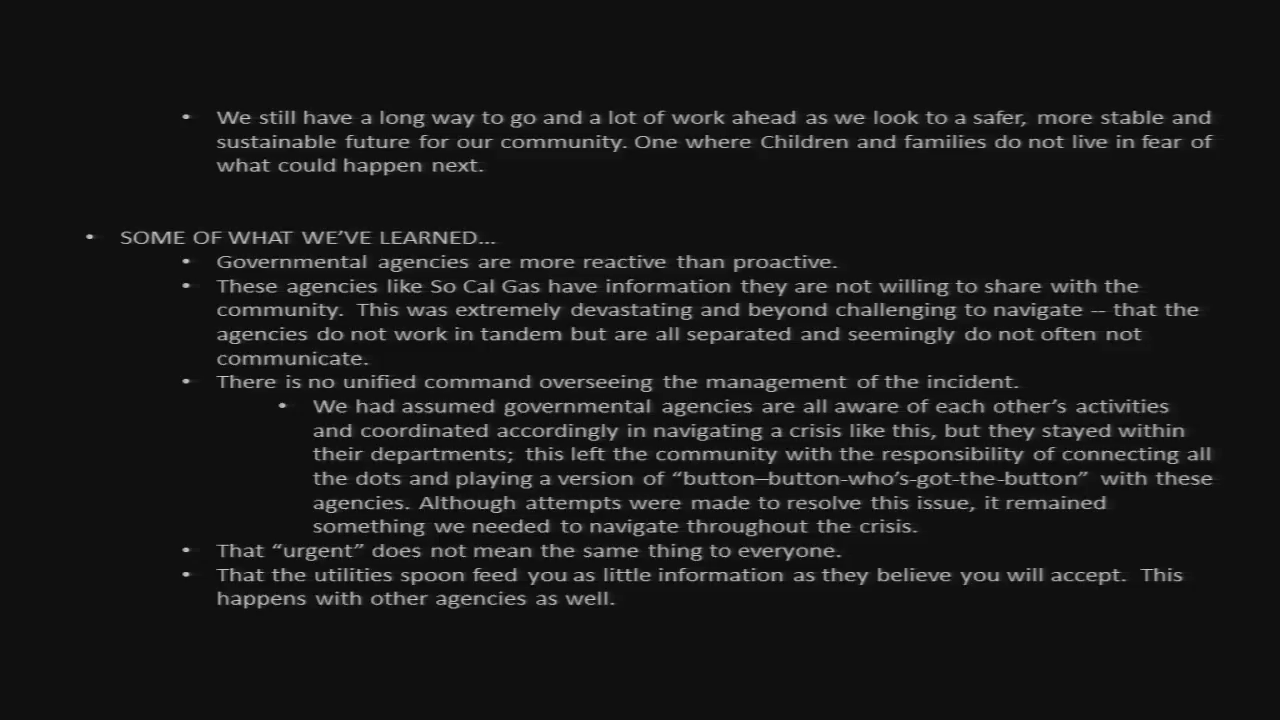 • We still have a long way to go and a lot of work ahead as we look to a safer, more stable and
sustainable future for our community. One where Children and families do not live in fear of
what could happen next.
• SOME OF WHAT WE’VE LEARNED…
• Governmental agencies are more reactive than proactive.
• These agencies like So Cal Gas have information they are not willing to share with the
community.  This was extremely devastating and beyond challenging to navigate -- that the
agencies do not work in tandem but are all separated and seemingly do not often not
communicate.
• There is no unified command overseeing the management of the incident.
• We had assumed governmental agencies are all aware of each other’s activities
and coordinated accordingly in navigating a crisis like this, but they stayed within
their departments;  this left the community with the responsibility of connecting all
the dots and playing a version of “button–button-who’s-got-the-button”  with these
agencies. Although attempts were made to resolve this issue, it remained
something we needed to navigate throughout the crisis.
• That “urgent” does not mean the same thing to everyone.
• That the utilities spoon feed you as little information as they believe you will accept.  This
happens with other agencies as well.